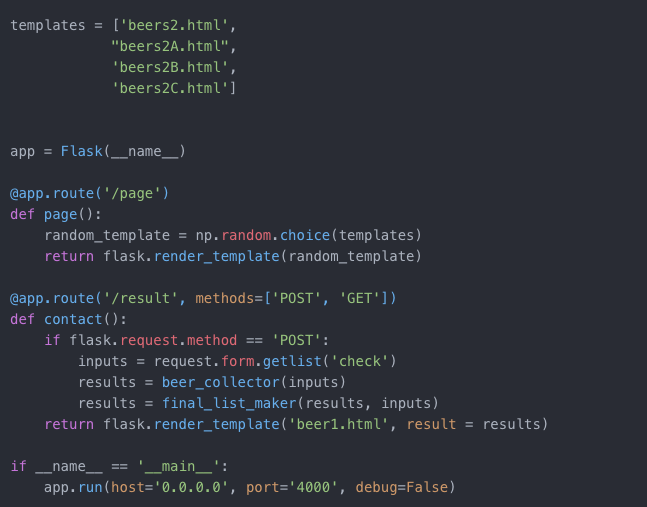 templates = ['beers2.html',
            "beers2A.html",
            'beers2B.html',
            'beers2C.html']


app = Flask(__name__)

@app.route('/page')
def page():
    random_template = np.random.choice(templates)
    return flask.render_template(random_template)

@app.route('/result', methods=['POST', 'GET'])
def contact():
    if flask.request.method == 'POST':
        inputs = request.form.getlist('check')
        results = beer_collector(inputs)
        results = final_list_maker(results, inputs)
    return flask.render_template('beer1.html', result = results)

if __name__ == '__main__':
    app.run(host='0.0.0.0', port='4000', debug=False)